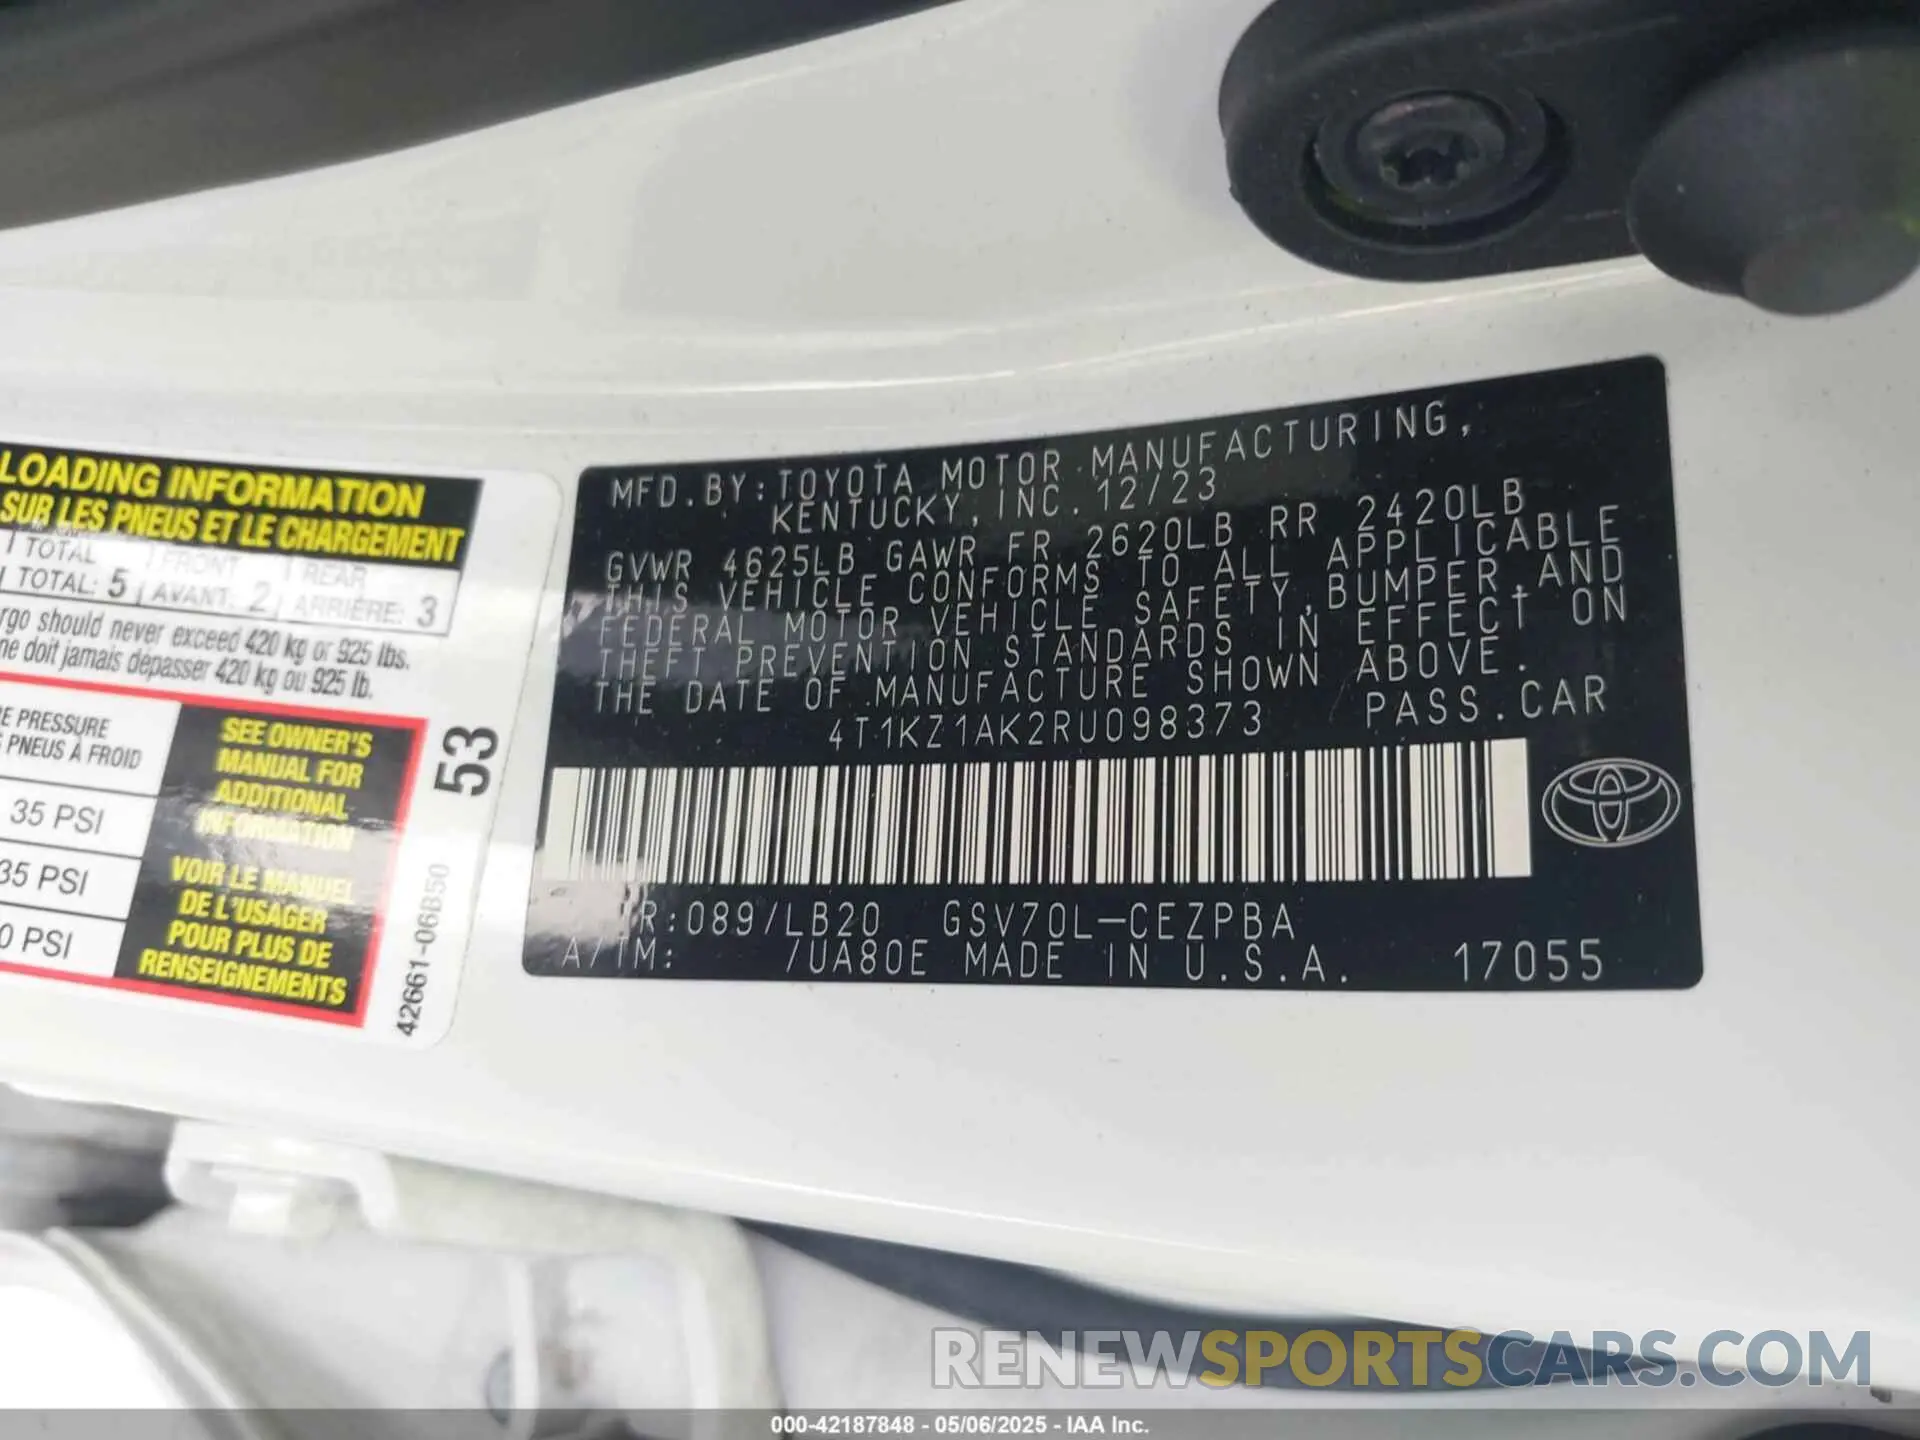 LOADING INFORMATION
SUR LES PNEUS ET LE CHARGEMENT
TOTAL FRONT REAR
TOTAL: 5 AVANT: 2 ARRIÈRE: 3
should never exceed 420 kg or 925 lbs.
ne doit jamais dépasser 420 kg ou 925 lb.
PRESSURE
PNEUS À FROID
35 PSI
35 PSI
0 PSI
SEE OWNER'S
MANUAL FOR
ADDITIONAL
INFORMATION
VOIR LE MANUEL
DE L'USAGER
POUR PLUS DE
RENSEIGNEMENTS
53
42661-06B50
MFD.BY:TOYOTA MOTOR MANUFACTURING,
KENTUCKY,INC.12/23
GVWR 4625LB GAWR FR 2620LB RR 2420LB
THIS VEHICLE CONFORMS TO ALL APPLICABLE
FEDERAL MOTOR VEHICLE SAFETY,BUMPER,AND
THEFT PREVENTION STANDARDS IN EFFECT ON
THE DATE OF MANUFACTURE SHOWN ABOVE.
4T1KZ1AK2RU098373 PASS.CAR
R:089/LB20 GSV70L-CEZPBA
A/TM: /UA80E MADE IN U.S.A. 17055
RENEWSPORTSCARS.COM
000-42187848 - 05/06/2025 - IAA Inc.